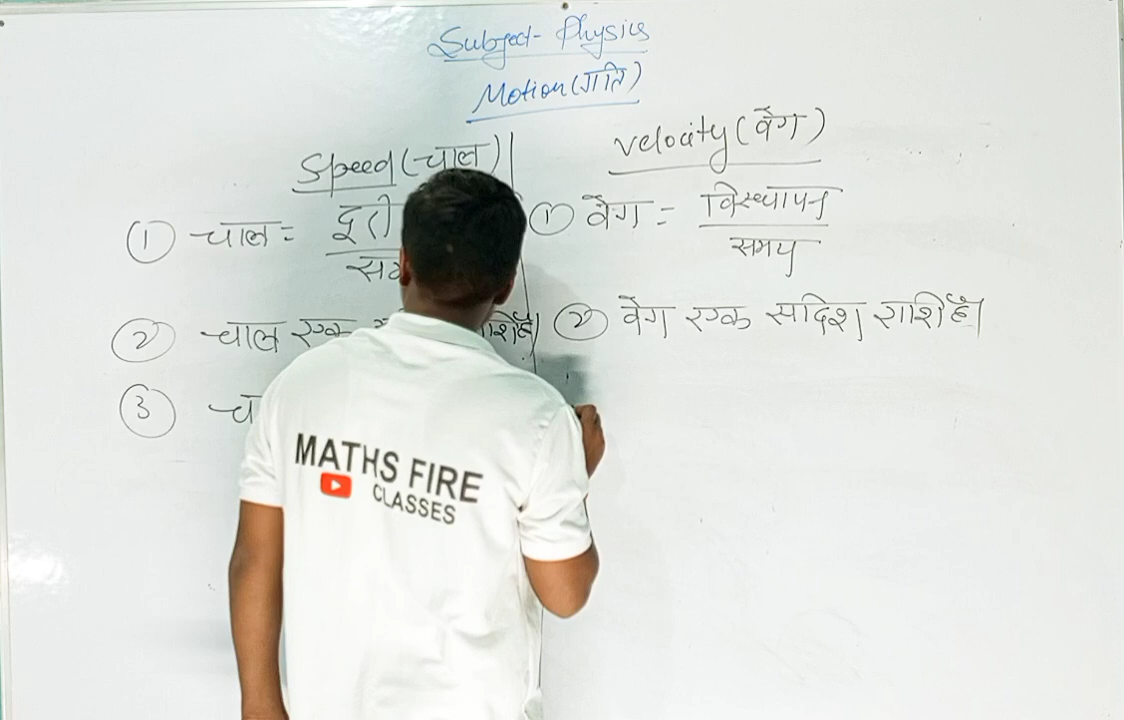 Subject- Physics
Motion (गति)
Speed (चाल)
① चाल =
② चाल एक राशि है।
③
Velocity (वेग)
① वेग = विस्थापन
समय
② वेग एक सदिश राशि है।
MATHS FIRE
CLASSES